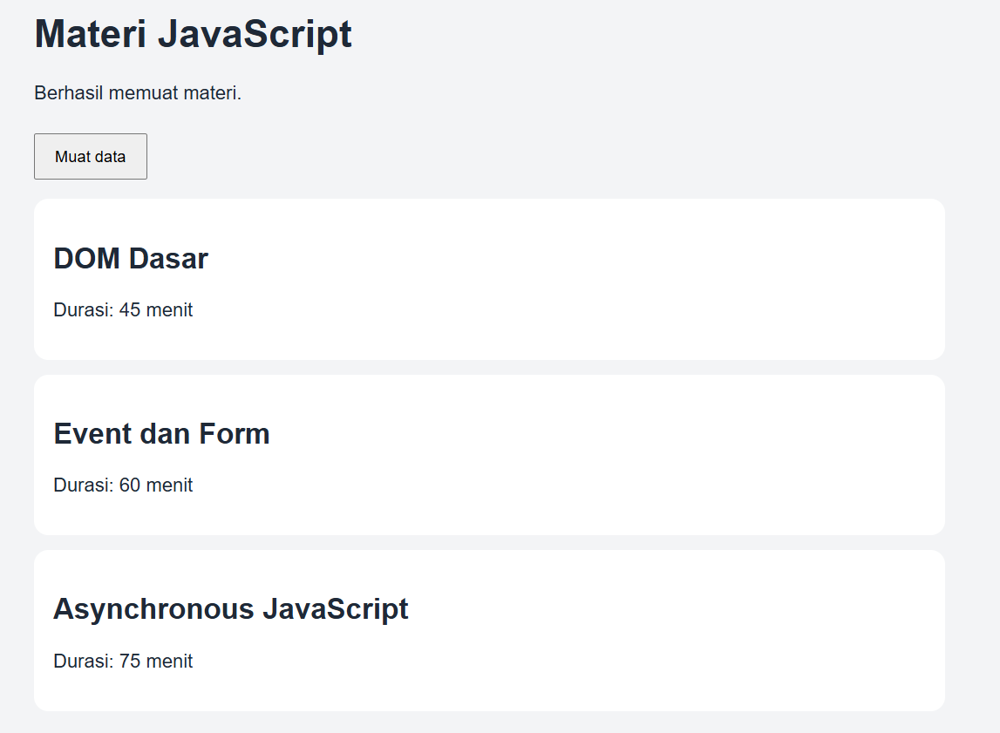 Materi JavaScript
Berhasil memuat materi.
Muat data
DOM Dasar
Durasi: 45 menit
Event dan Form
Durasi: 60 menit
Asynchronous JavaScript
Durasi: 75 menit